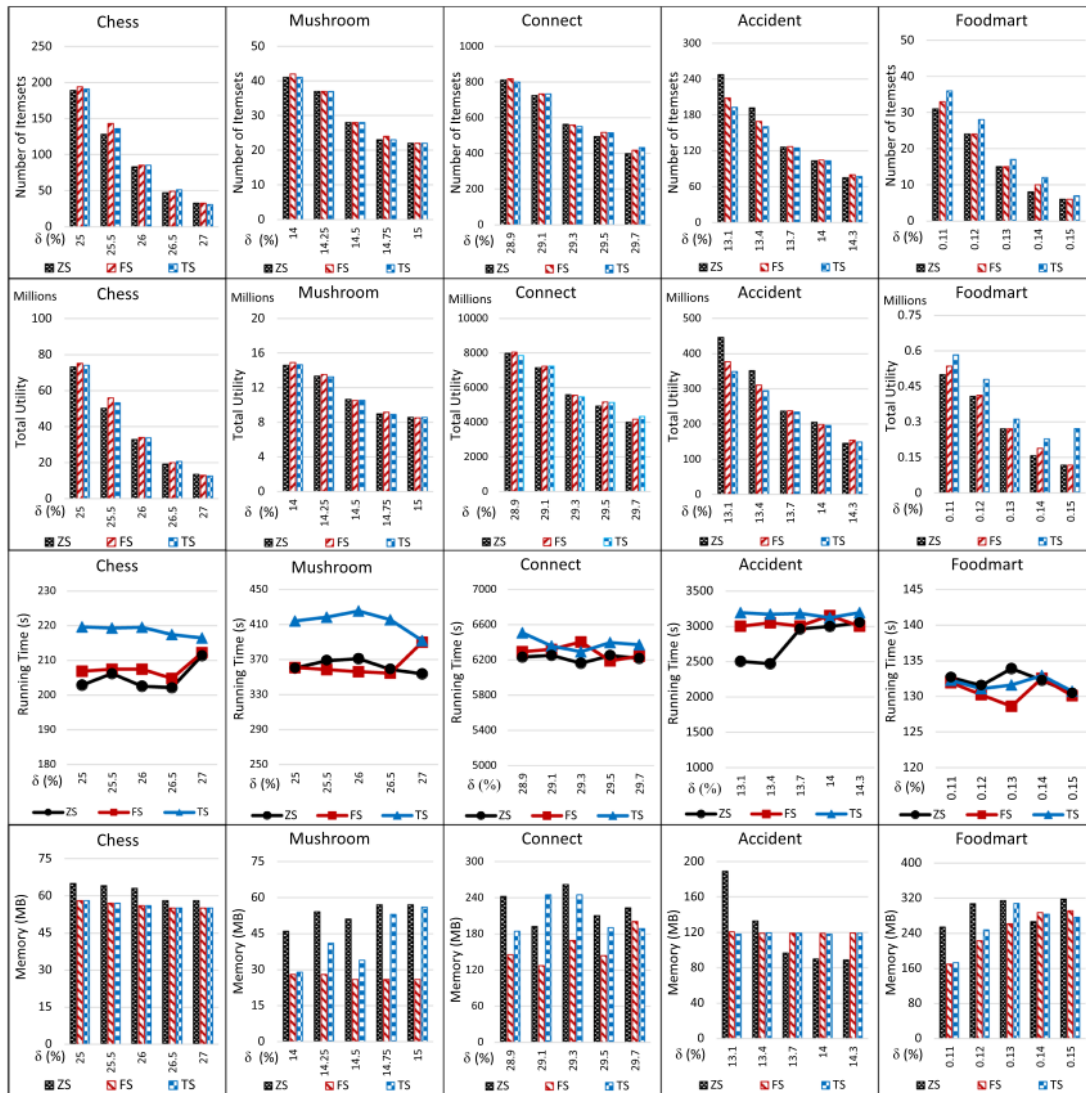 Chess
Number of Itemsets
250
200
150
100
50
0
δ (%)
25
25.5
26
26.5
27
ZS FS TS
Mushroom
Number of Itemsets
50
40
30
20
10
0
δ (%)
14
14.25
14.5
14.75
15
ZS FS TS
Connect
Number of Itemsets
1000
800
600
400
200
0
δ (%)
28.9
29.1
29.3
29.5
29.7
ZS FS TS
Accident
Number of Itemsets
300
240
180
120
60
0
δ (%)
13.1
13.4
13.7
14
14.3
ZS FS TS
Foodmart
Number of Itemsets
50
40
30
20
10
0
δ (%)
0.11
0.12
0.13
0.14
0.15
ZS FS TS
Chess
Millions
Total Utility
100
80
60
40
20
0
δ (%)
25
25.5
26
26.5
27
ZS FS TS
Mushroom
Millions
Total Utility
20
16
12
8
4
0
δ (%)
14
14.25
14.5
14.75
15
ZS FS TS
Connect
Millions
Total Utility
10000
8000
6000
4000
2000
0
δ (%)
28.9
29.1
29.3
29.5
29.7
ZS FS TS
Accident
Millions
Total Utility
500
400
300
200
100
0
δ (%)
13.1
13.4
13.7
14
14.3
ZS FS TS
Foodmart
Millions
Total Utility
0.75
0.6
0.45
0.3
0.15
0
δ (%)
0.11
0.12
0.13
0.14
0.15
ZS FS TS
Chess
Running Time (s)
230
220
210
200
190
180
δ (%)
25
25.5
26
26.5
27
ZS FS TS
Mushroom
Running Time (s)
450
410
370
330
290
250
δ (%)
25
25.5
26
26.5
27
ZS FS TS
Connect
Running Time (s)
7000
6600
6200
5800
5400
5000
δ (%)
28.9
29.1
29.3
29.5
29.7
ZS FS TS
Accident
Running Time (s)
3500
3000
2500
2000
1500
1000
δ (%)
13.1
13.4
13.7
14
14.3
ZS FS TS
Foodmart
Running Time (s)
145
140
135
130
125
120
δ (%)
0.11
0.12
0.13
0.14
0.15
ZS FS TS
Chess
Memory (MB)
75
60
45
30
15
0
δ (%)
25
25.5
26
26.5
27
ZS FS TS
Mushroom
Memory (MB)
75
60
45
30
15
0
δ (%)
14
14.25
14.5
14.75
15
ZS FS TS
Connect
Memory (MB)
300
240
180
120
60
0
δ (%)
28.9
29.1
29.3
29.5
29.7
ZS FS TS
Accident
Memory (MB)
200
160
120
80
40
0
δ (%)
13.1
13.4
13.7
14
14.3
ZS FS TS
Foodmart
Memory (MB)
400
320
240
160
80
0
δ (%)
0.11
0.12
0.13
0.14
0.15
ZS FS TS